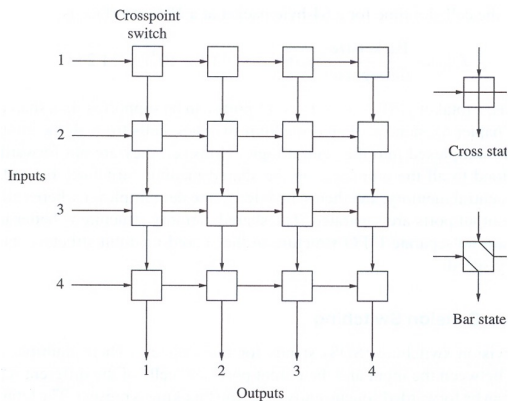 Crosspoint
switch
1
2
Cross stat
Inputs
3
4
Bar state
1 2 3 4
Outputs